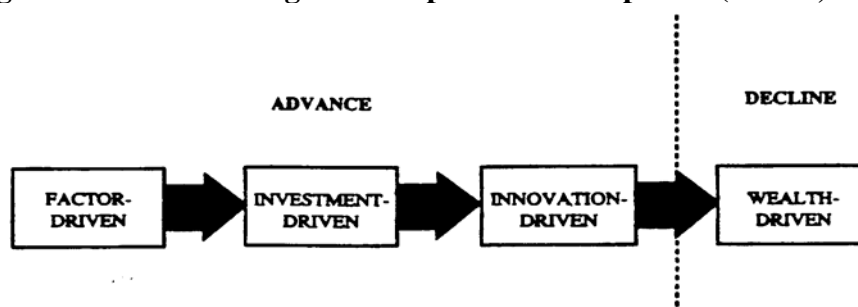 ADVANCE
DECLINE
FACTOR-
DRIVEN
INVESTMENT-
DRIVEN
INNOVATION-
DRIVEN
WEALTH-
DRIVEN